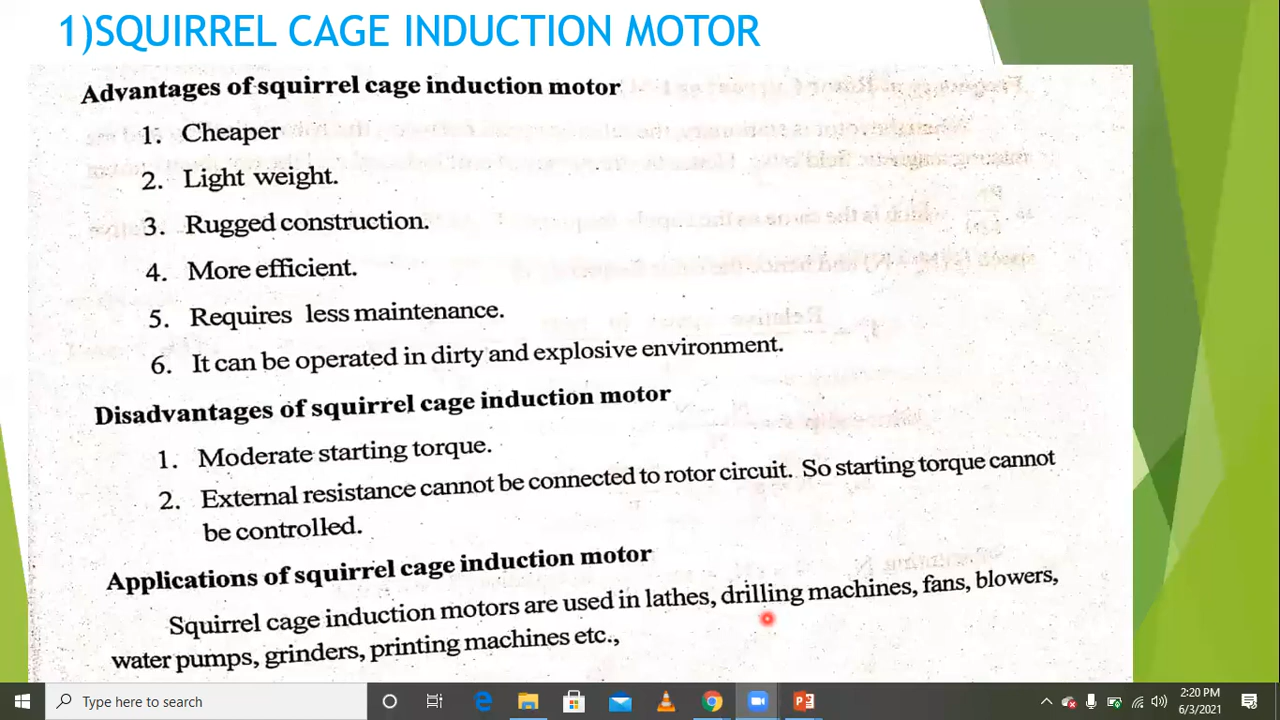 1)SQUIRREL CAGE INDUCTION MOTOR
Advantages of squirrel cage induction motor
1. Cheaper
2. Light weight.
3. Rugged construction.
4. More efficient.
5. Requires less maintenance.
6. It can be operated in dirty and explosive environment.
Disadvantages of squirrel cage induction motor
1. Moderate starting torque.
2. External resistance cannot be connected to rotor circuit. So starting torque cannot
be controlled.
Applications of squirrel cage induction motor
Squirrel cage induction motors are used in lathes, drilling machines, fans, blowers,
water pumps, grinders, printing machines etc.,
Type here to search
2:20 PM
6/3/2021